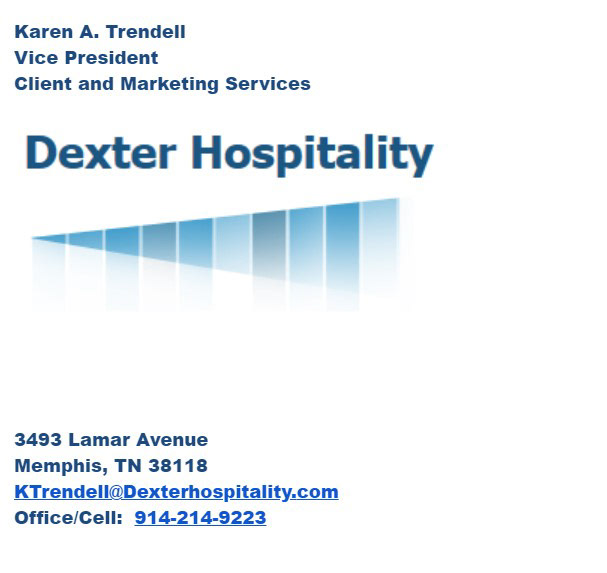 Karen A. Trendell
Vice President
Client and Marketing Services
Dexter Hospitality
3493 Lamar Avenue
Memphis, TN 38118
KTrendell@Dexterhospitality.com
Office/Cell:  914-214-9223